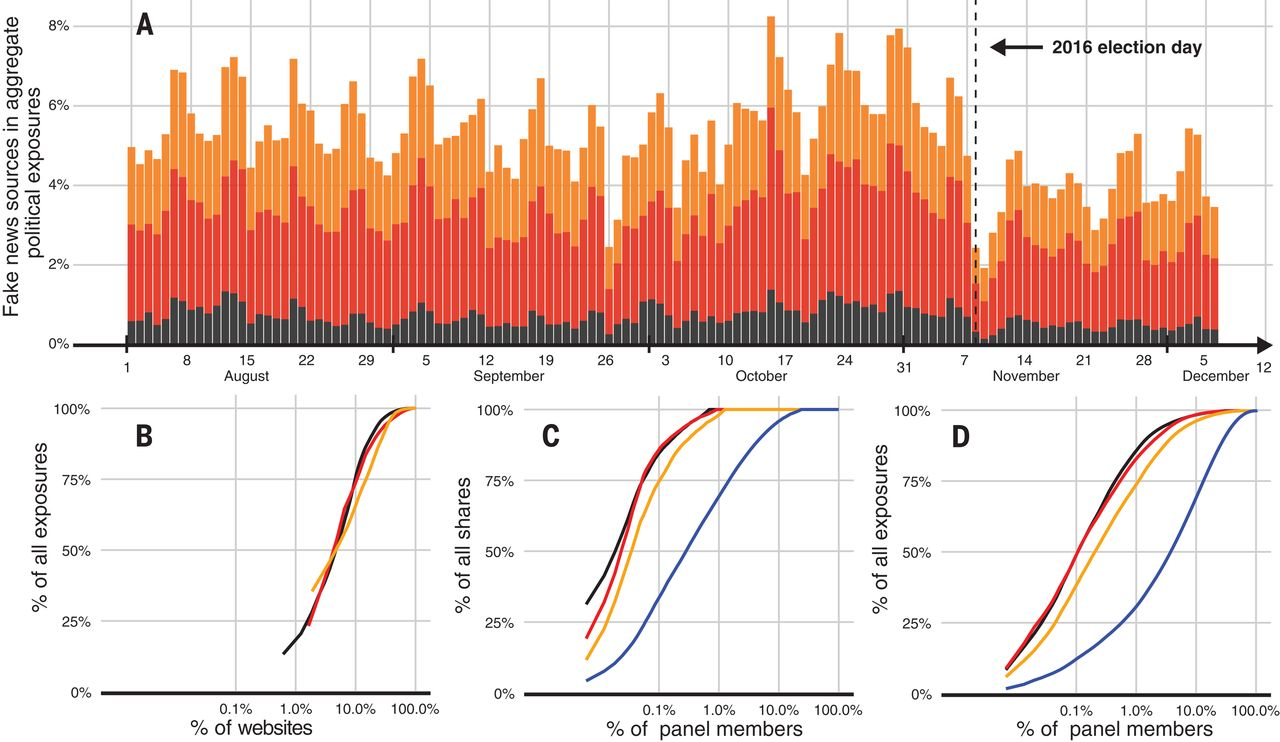 A
Fake news sources in aggregate
political exposures
8%
6%
4%
2%
0%
2016 election day
1 8 15 22 29 5 12 19 26 3 10 17 24 31 7 14 21 28 5 12
August September October November December
B
% of all exposures
100%
75%
50%
25%
0%
0.1% 1.0% 10.0% 100.0%
% of websites
C
% of all shares
100%
75%
50%
25%
0%
0.1% 1.0% 10.0% 100.0%
% of panel members
D
% of all exposures
100%
75%
50%
25%
0%
0.1% 1.0% 10.0% 100.0%
% of panel members